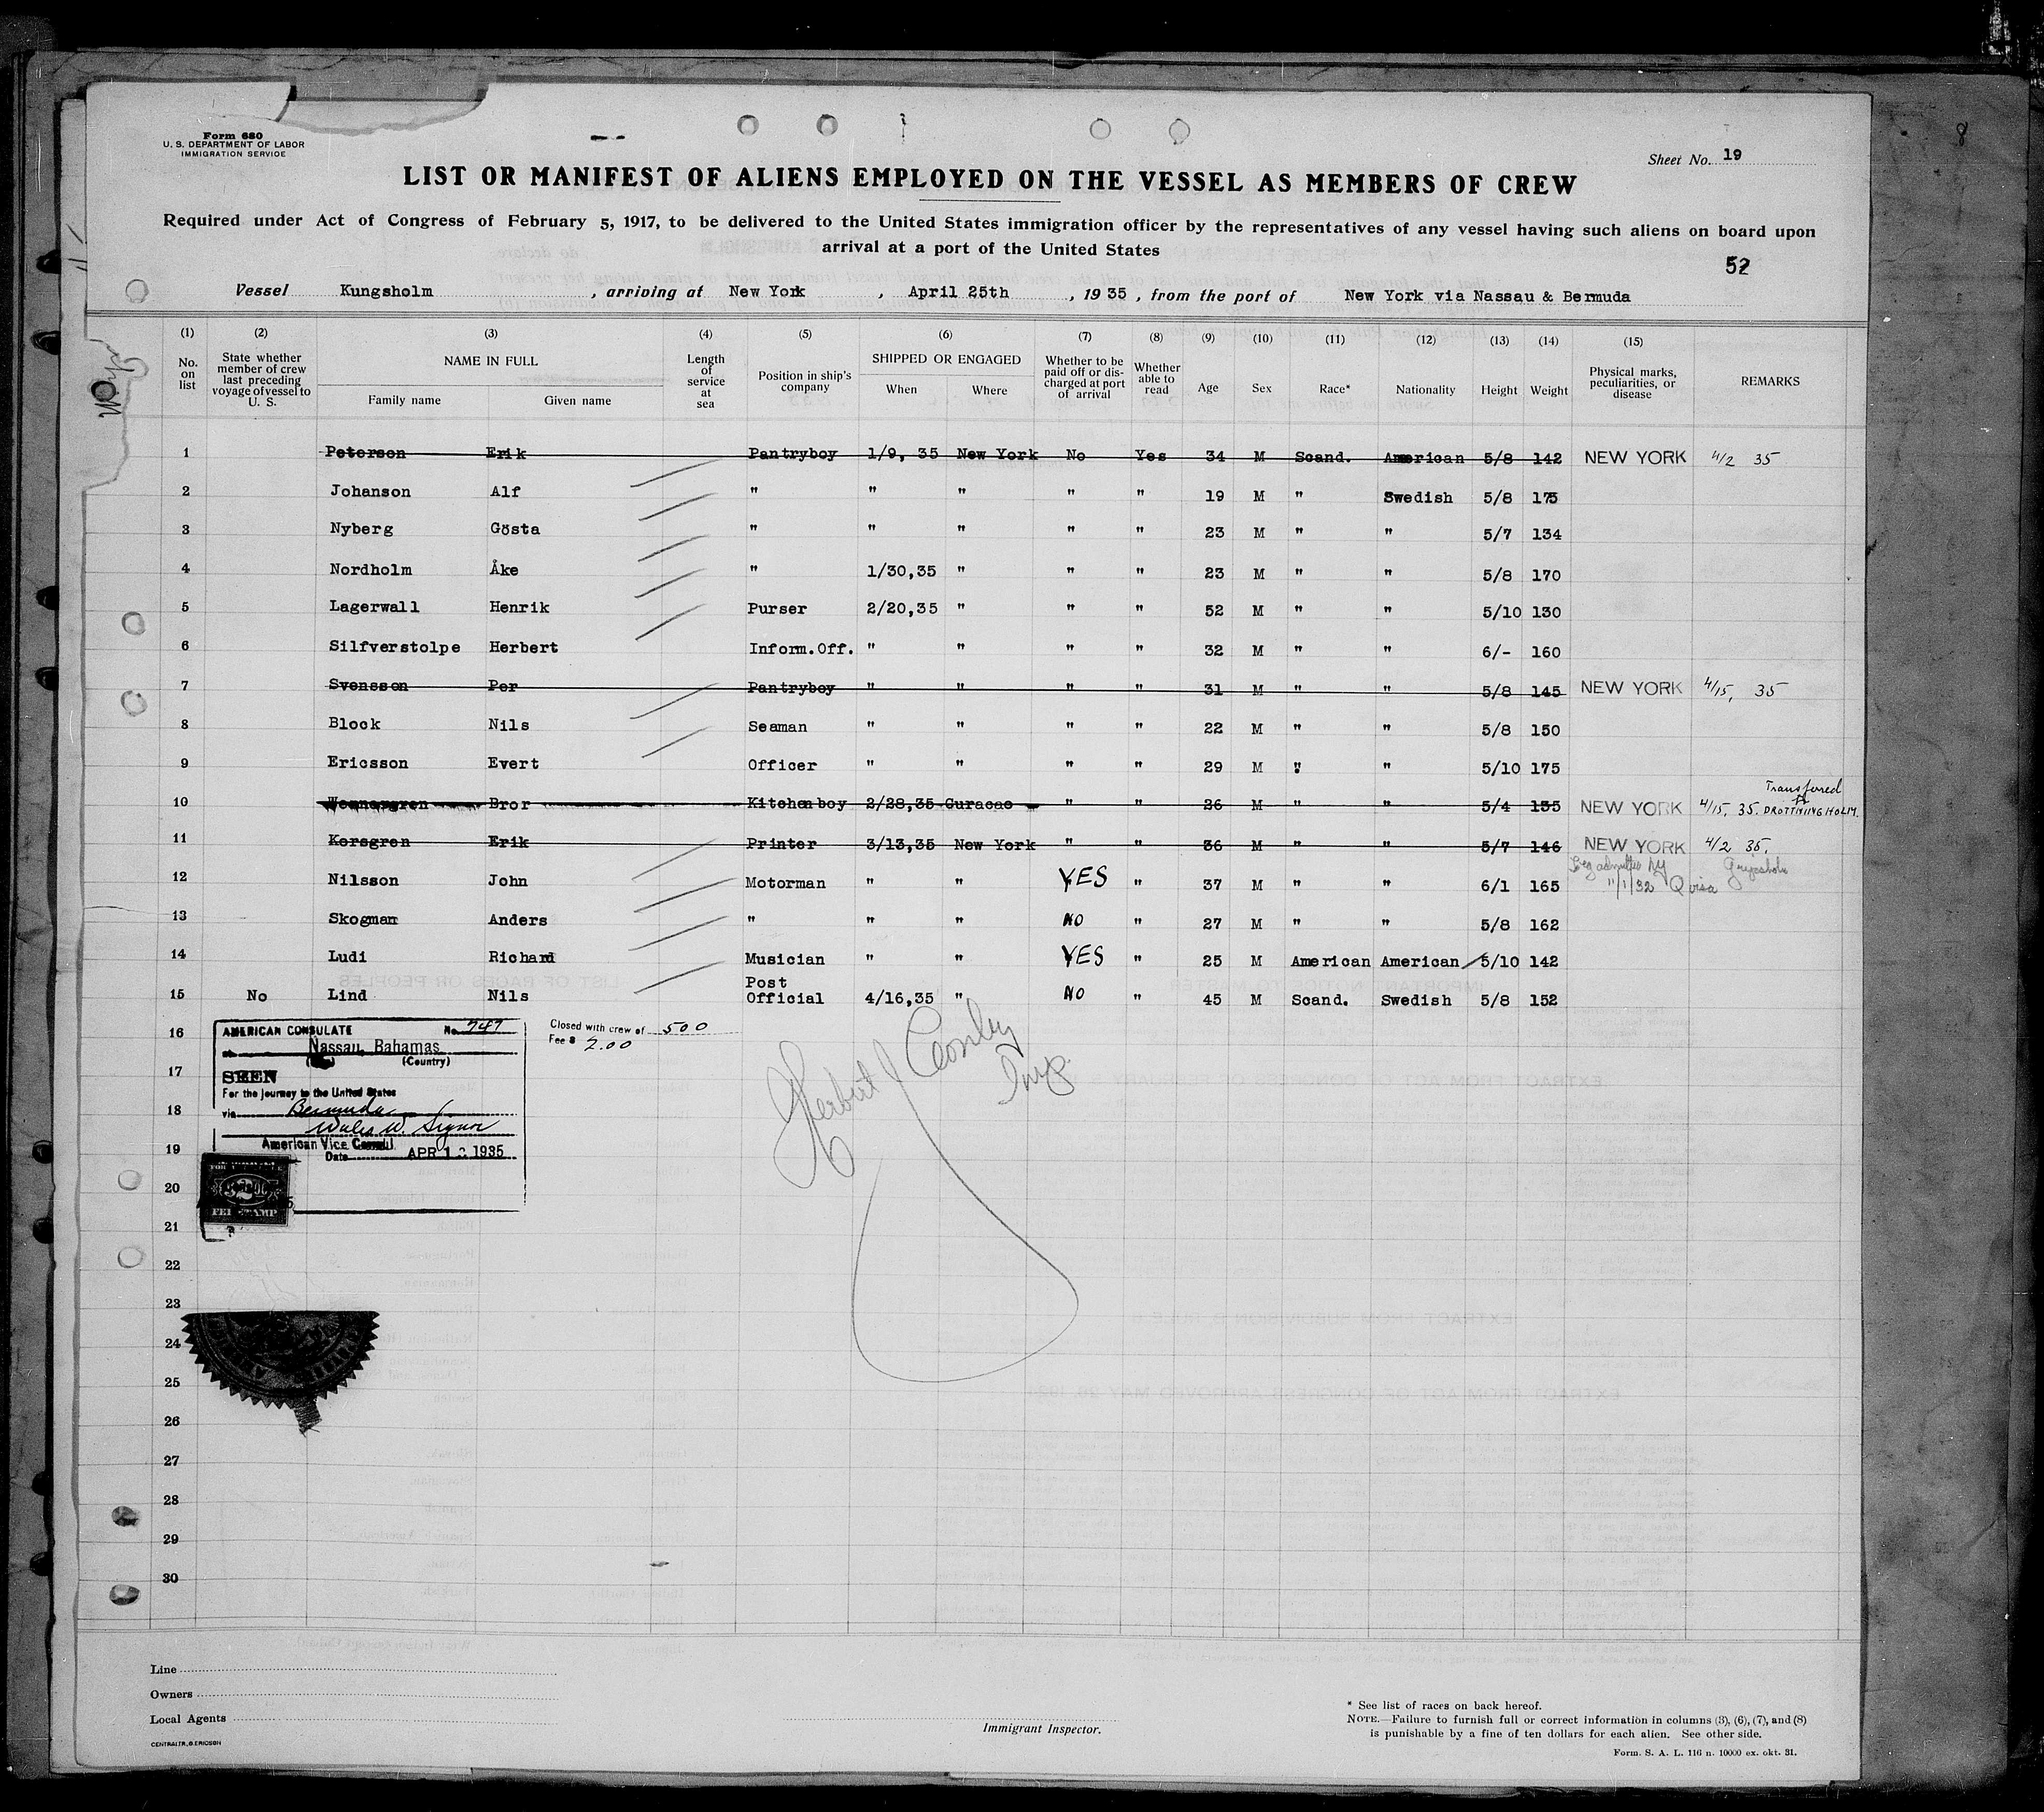 Form 680
U. S. DEPARTMENT OF LABOR
IMMIGRATION SERVICE
Sheet No. 19
LIST OR MANIFEST OF ALIENS EMPLOYED ON THE VESSEL AS MEMBERS OF CREW
Required under Act of Congress of February 5, 1917, to be delivered to the United States immigration officer by the representatives of any vessel having such aliens on board upon
arrival at a port of the United States
52
Vessel Kungsholm, arriving at New York, April 25th, 1935, from the port of New York via Nassau & Bermuda
(1) (2) (3) (4) (5) (6) (7) (8) (9) (10) (11) (12) (13) (14) (15)
No. on list
State whether member of crew last preceding voyage of vessel to U. S.
NAME IN FULL
Family name Given name
Length of service at sea
Position in ship's company
SHIPPED OR ENGAGED
When Where
Whether to be paid off or discharged at port of arrival
Whether able to read
Age Sex Race* Nationality Height Weight
Physical marks, peculiarities, or disease
REMARKS
1 Peterson Erik Pantryboy 1/9, 35 New York No Yes 34 M Scand. American 5/8 142 NEW YORK 4/2 35
2 Johanson Alf " " " " " 19 M " Swedish 5/8 175
3 Nyberg Gösta " " " " " 23 M " " 5/7 134
4 Nordholm Åke " 1/30,35 " " " 23 M " " 5/8 170
5 Lagerwall Henrik Purser 2/20,35 " " " 52 M " " 5/10 130
6 Silfverstolpe Herbert Inform.Off. " " " " 32 M " " 6/- 160
7 Svensson Per Pantryboy " " " " 31 M " " 5/8 145 NEW YORK 4/15, 35
8 Block Nils Seaman " " " " 22 M " " 5/8 150
9 Ericsson Evert Officer " " " " 29 M " " 5/10 175
10 Wennergren Bror Kitchenboy 2/28,35 Curacao " " 26 M " " 5/4 135 NEW YORK 4/15, 35. Transferred to DROTTNINGHOLM.
11 Korsgren Erik Printer 3/13,35 New York " " 36 M " " 5/7 146 NEW YORK 4/2 35,
12 Nilsson John Motorman " " YES " 37 M " " 6/1 165 Leg admitted NY Gripsholm
11/1/32 Q visa
13 Skogman Anders " " " NO " 27 M " " 5/8 162
14 Ludi Richard Musician " " YES " 25 M American American 5/10 142
15 No Lind Nils Post Official 4/16,35 " NO " 45 M Scand. Swedish 5/8 152
16
17
18
19
20
21
22
23
24
25
26
27
28
29
30
AMERICAN CONSULATE No. 747
at Nassau, Bahamas
(Country)
SEEN
For the journey to the United States
via Bermuda
Wales W. Signor
American Vice Consul
Date APR 12 1935
FEE STAMP
Closed with crew of 500
Fee $ 2.00
Herbert J Conley
Insp.
Line
Owners
Local Agents
CENTRALTR, G. ERICSON
Immigrant Inspector.
* See list of races on back hereof.
NOTE.—Failure to furnish full or correct information in columns (3), (6), (7), and (8)
is punishable by a fine of ten dollars for each alien. See other side.
Form. S. A. L. 116 n. 10000 ex. okt. 31.